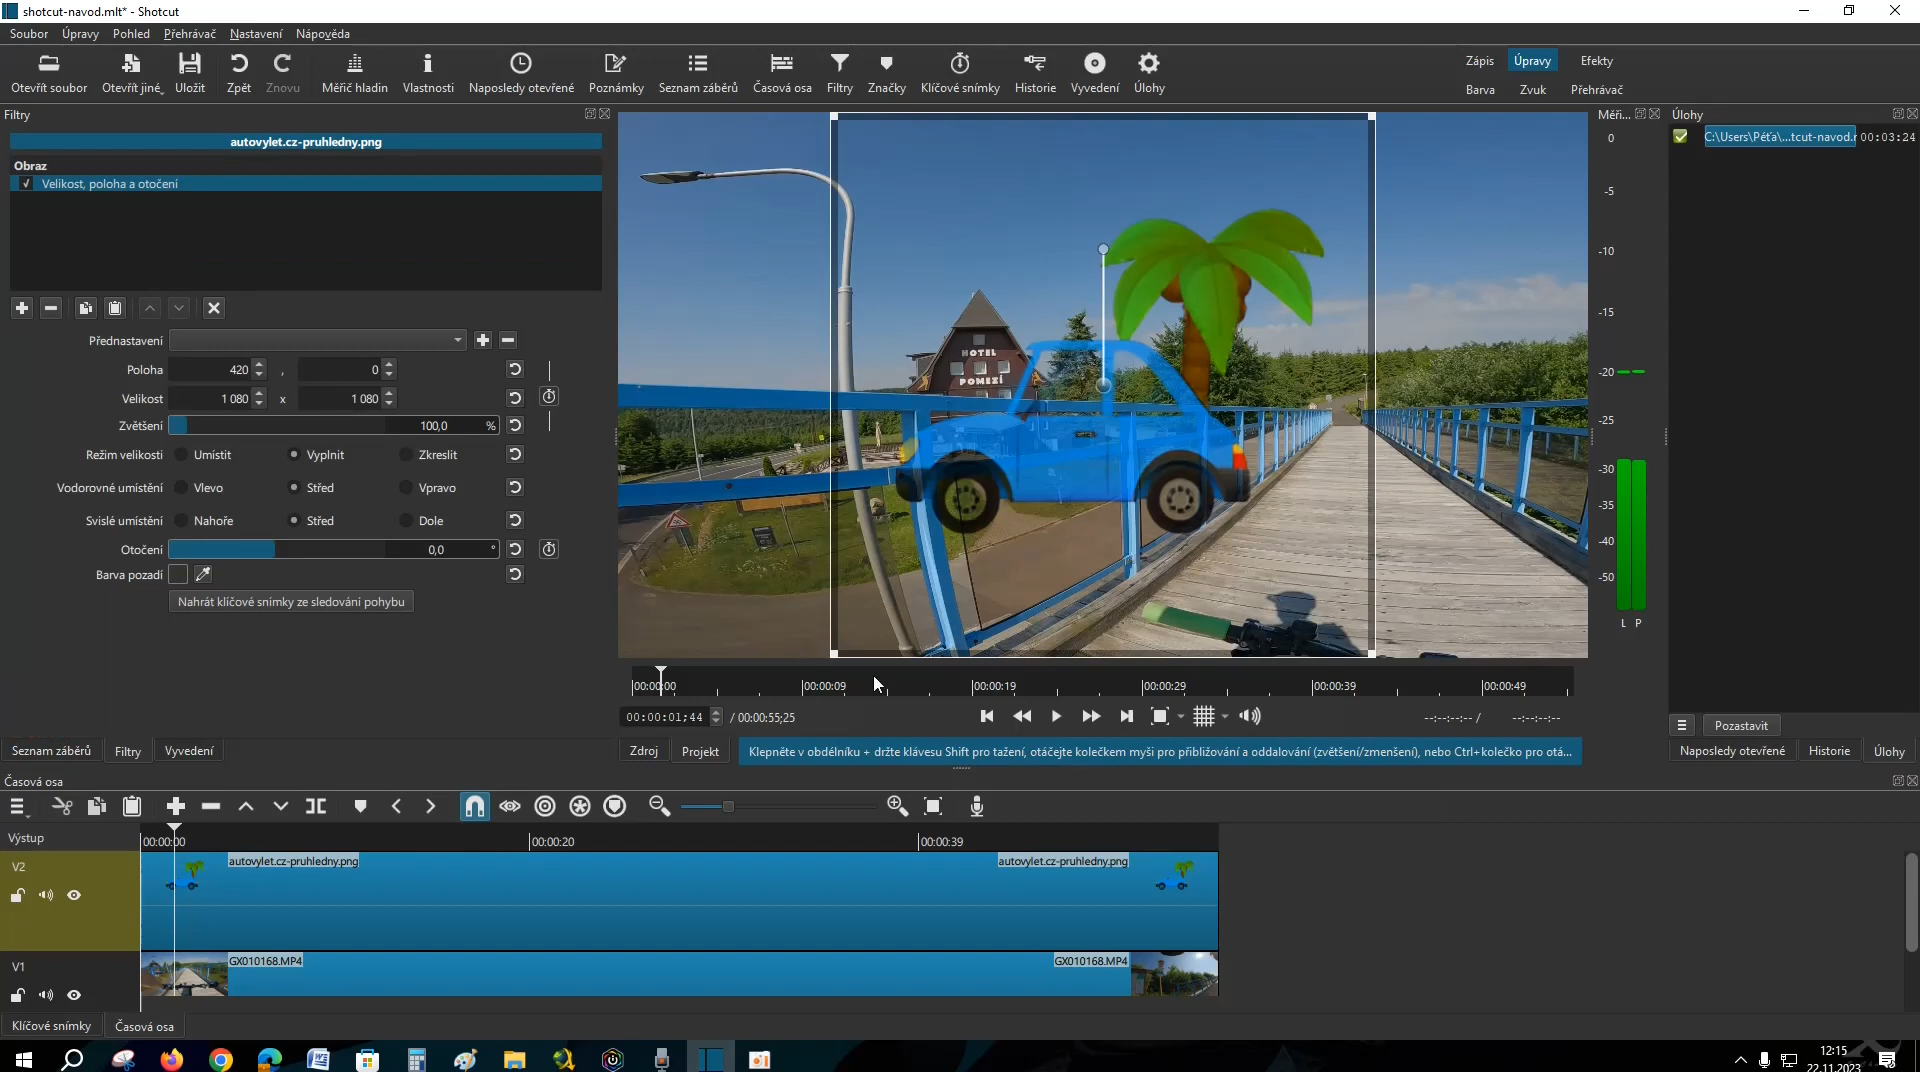 shotcut-navod.mlt* - Shotcut
Soubor Úpravy Pohled Přehrávač Nastavení Nápověda
Otevřít soubor Otevřít jiné Uložit Zpět Znovu Měřič hladin Vlastnosti Naposledy otevřené Poznámky Seznam záběrů Časová osa Filtry Značky Klíčové snímky Historie Vyvedení Úlohy
Zápis Úpravy Efekty
Barva Zvuk Přehrávač
Filtry
autovylet.cz-pruhledny.png
Obraz
Velikost, poloha a otočení
Přednastavení
Poloha 420 , 0
Velikost 1 080 x 1 080
Zvětšení 100,0 %
Režim velikosti Umístit Vyplnit Zkreslit
Vodorovné umístění Vlevo Střed Vpravo
Svislé umístění Nahoře Střed Dole
Otočení 0,0 °
Barva pozadí
Nahrát klíčové snímky ze sledování pohybu
Seznam záběrů Filtry Vyvedení
HOTEL
POMEZÍ
00:00:00 00:00:09 00:00:19 00:00:29 00:00:39 00:00:49
00:00:01;44 / 00:00:55;25 --:--:--:-- / --:--:--:--
Zdroj Projekt Klepněte v obdélníku + držte klávesu Shift pro tažení, otáčejte kolečkem myši pro přibližování a oddalování (zvětšení/zmenšení), nebo Ctrl+kolečko pro otá...
Měři...
0
-5
-10
-15
-20
-25
-30
-35
-40
-50
L P
Úlohy
C:\Users\Péťa\...tcut-navod.r 00:03:24
Pozastavit
Naposledy otevřené Historie Úlohy
Časová osa
Výstup
00:00:00 00:00:20 00:00:39
V2
autovylet.cz-pruhledny.png autovylet.cz-pruhledny.png
V1
GX010168.MP4 GX010168.MP4
Klíčové snímky Časová osa
12:15
22.11.2023